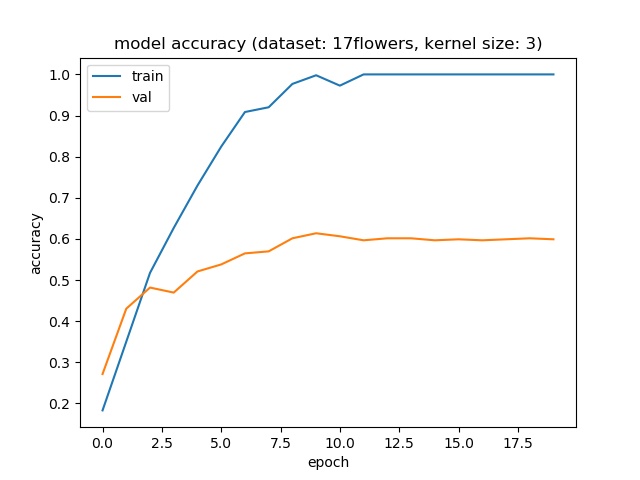 model accuracy (dataset: 17flowers, kernel size: 3)
train
val
1.0
0.9
0.8
0.7
0.6
0.5
0.4
0.3
0.2
accuracy
0.0 2.5 5.0 7.5 10.0 12.5 15.0 17.5
epoch